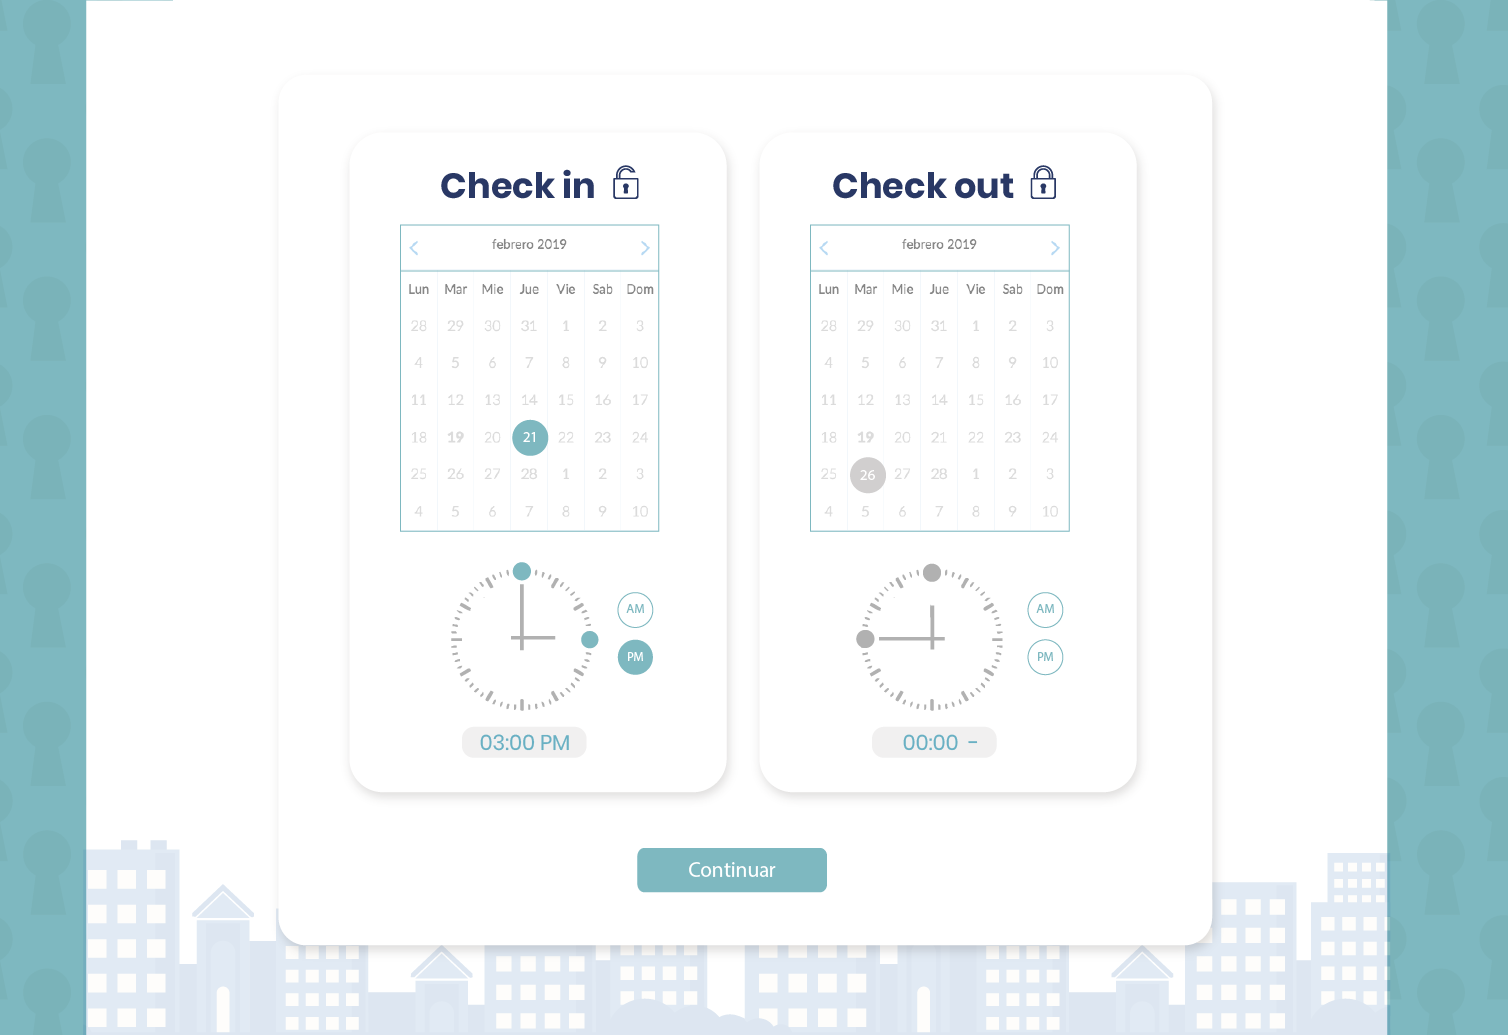 Check in
febrero 2019
Lun Mar Mie Jue Vie Sab Dom
28 29 30 31 1 2 3
4 5 6 7 8 9 10
11 12 13 14 15 16 17
18 19 20 21 22 23 24
25 26 27 28 1 2 3
4 5 6 7 8 9 10
AM
PM
03:00 PM
Check out
febrero 2019
Lun Mar Mie Jue Vie Sab Dom
28 29 30 31 1 2 3
4 5 6 7 8 9 10
11 12 13 14 15 16 17
18 19 20 21 22 23 24
25 26 27 28 1 2 3
4 5 6 7 8 9 10
AM
PM
00:00 -
Continuar